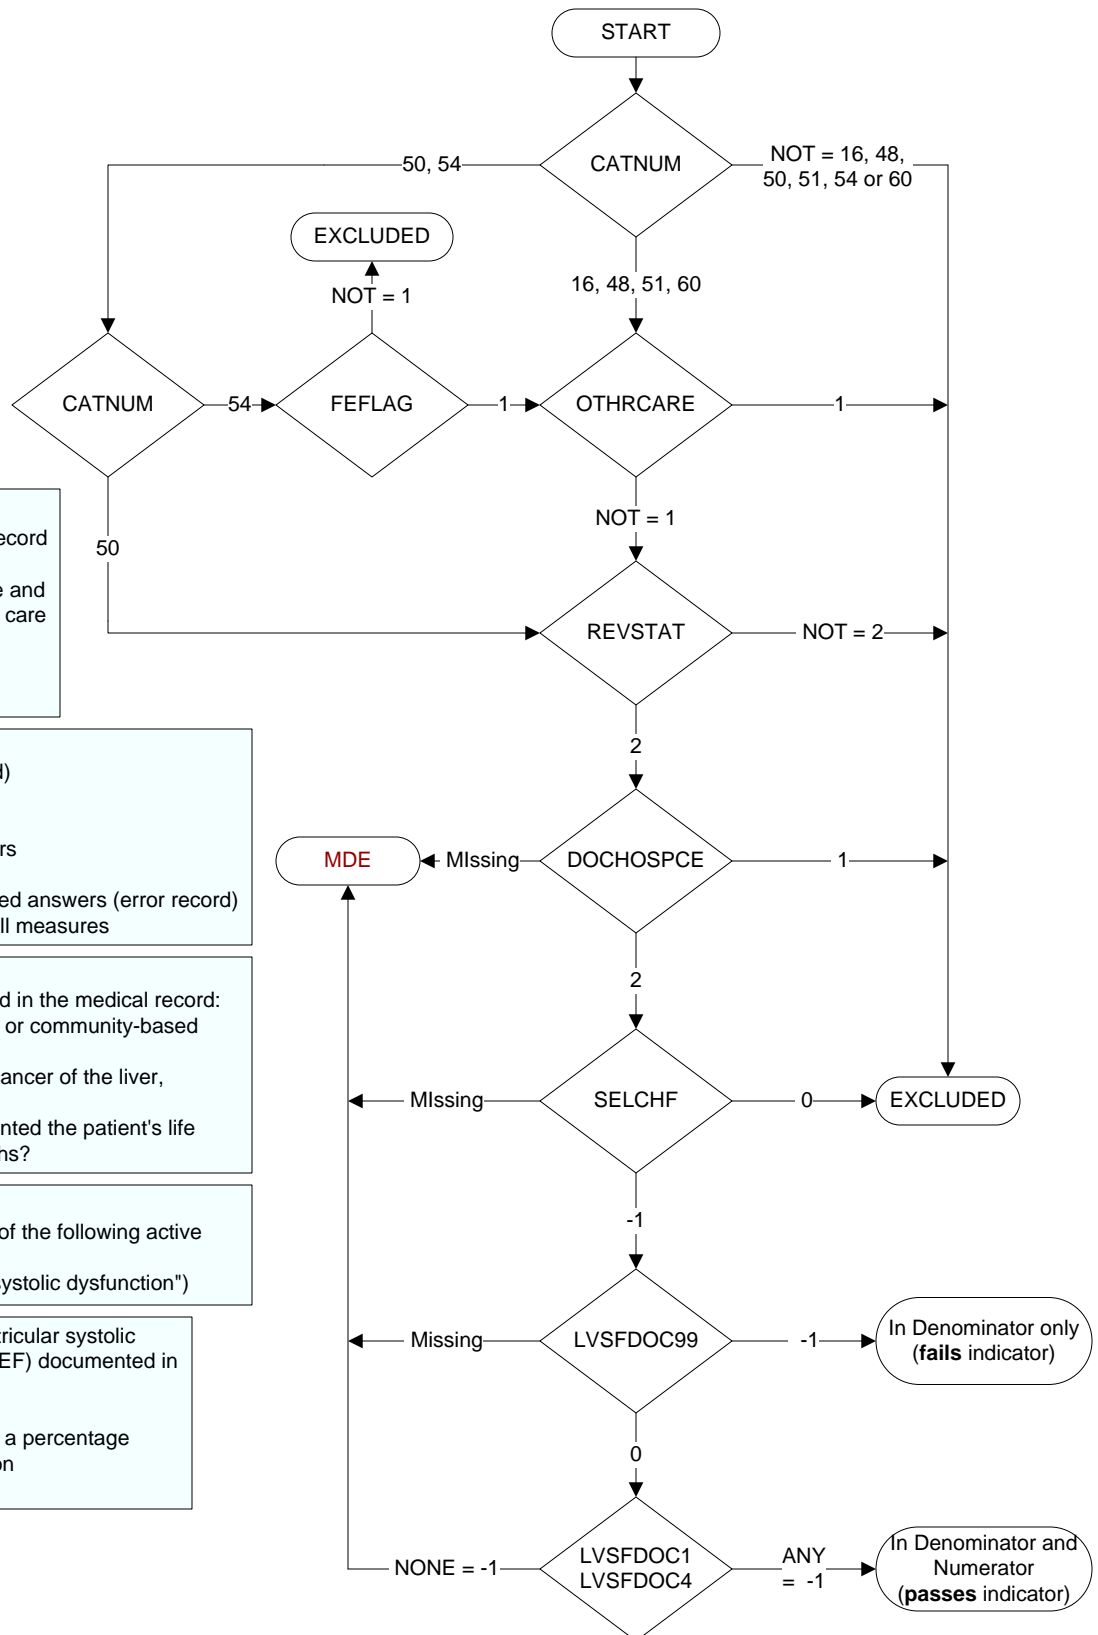 START
CATNUM
50, 54
NOT = 16, 48,
50, 51, 54 or 60
16, 48, 51, 60
EXCLUDED
NOT = 1
CATNUM
54
FEFLAG
1
OTHRCARE
1
NOT = 1
50
REVSTAT
NOT = 2
2
MDE
MIssing
DOCHOSPCE
1
2
MIssing
SELCHF
0
EXCLUDED
-1
Missing
LVSFDOC99
-1
In Denominator only
(fails indicator)
0
NONE = -1
LVSFDOC1
LVSFDOC4
ANY
= -1
In Denominator and
Numerator
(passes indicator)
ecord
and
care
rs
ed answers (error record)
ll measures
d in the medical record:
or community-based
ancer of the liver,
nted the patient's life
hs?
of the following active
systolic dysfunction")
tricular systolic
EF) documented in
a percentage
on